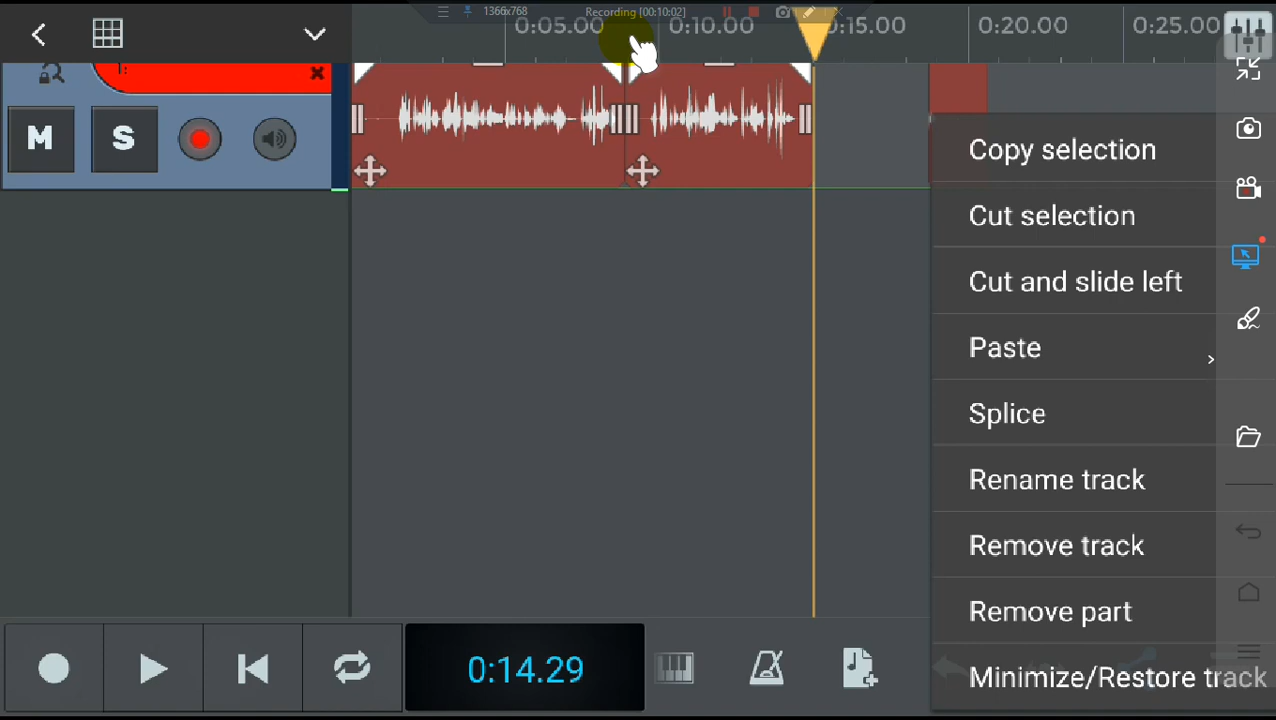 1366x768
Recording [00:10:02]
0:05.00
0:10.00
0:15.00
0:20.00
0:25.00
1:
M
S
Copy selection
Cut selection
Cut and slide left
Paste
Splice
Rename track
Remove track
Remove part
Minimize/Restore track
0:14.29